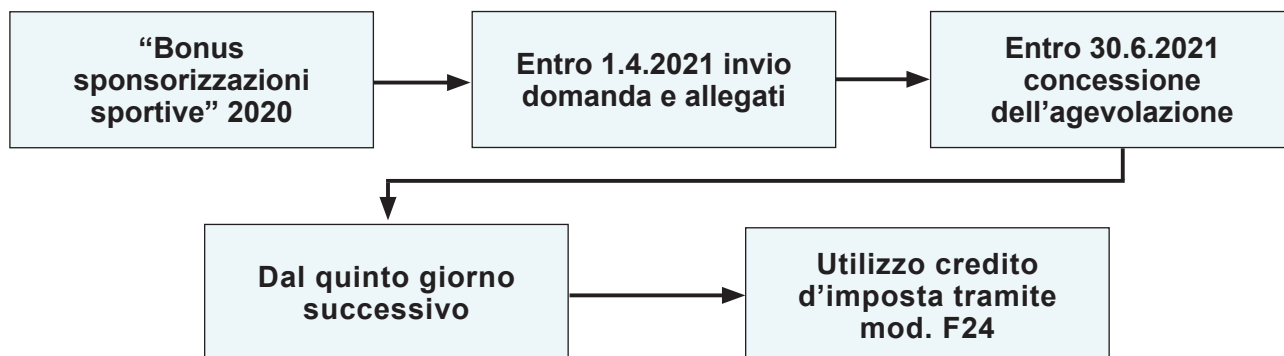 “Bonus
sponsorizzazioni
sportive” 2020
Entro 1.4.2021 invio
domanda e allegati
Entro 30.6.2021
concessione
dell’agevolazione
Dal quinto giorno
successivo
Utilizzo credito
d’imposta tramite
mod. F24